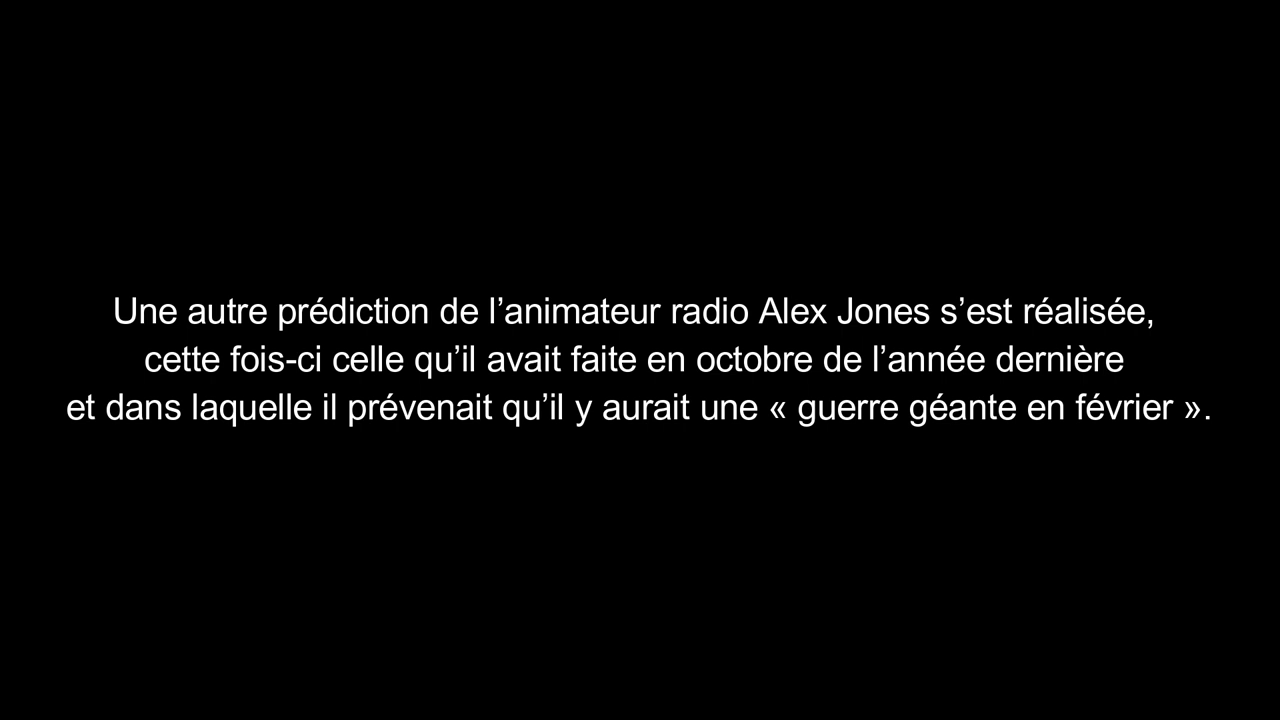 Une autre prédiction de l’animateur radio Alex Jones s’est réalisée,
cette fois-ci celle qu’il avait faite en octobre de l’année dernière
et dans laquelle il prévenait qu’il y aurait une « guerre géante en février ».